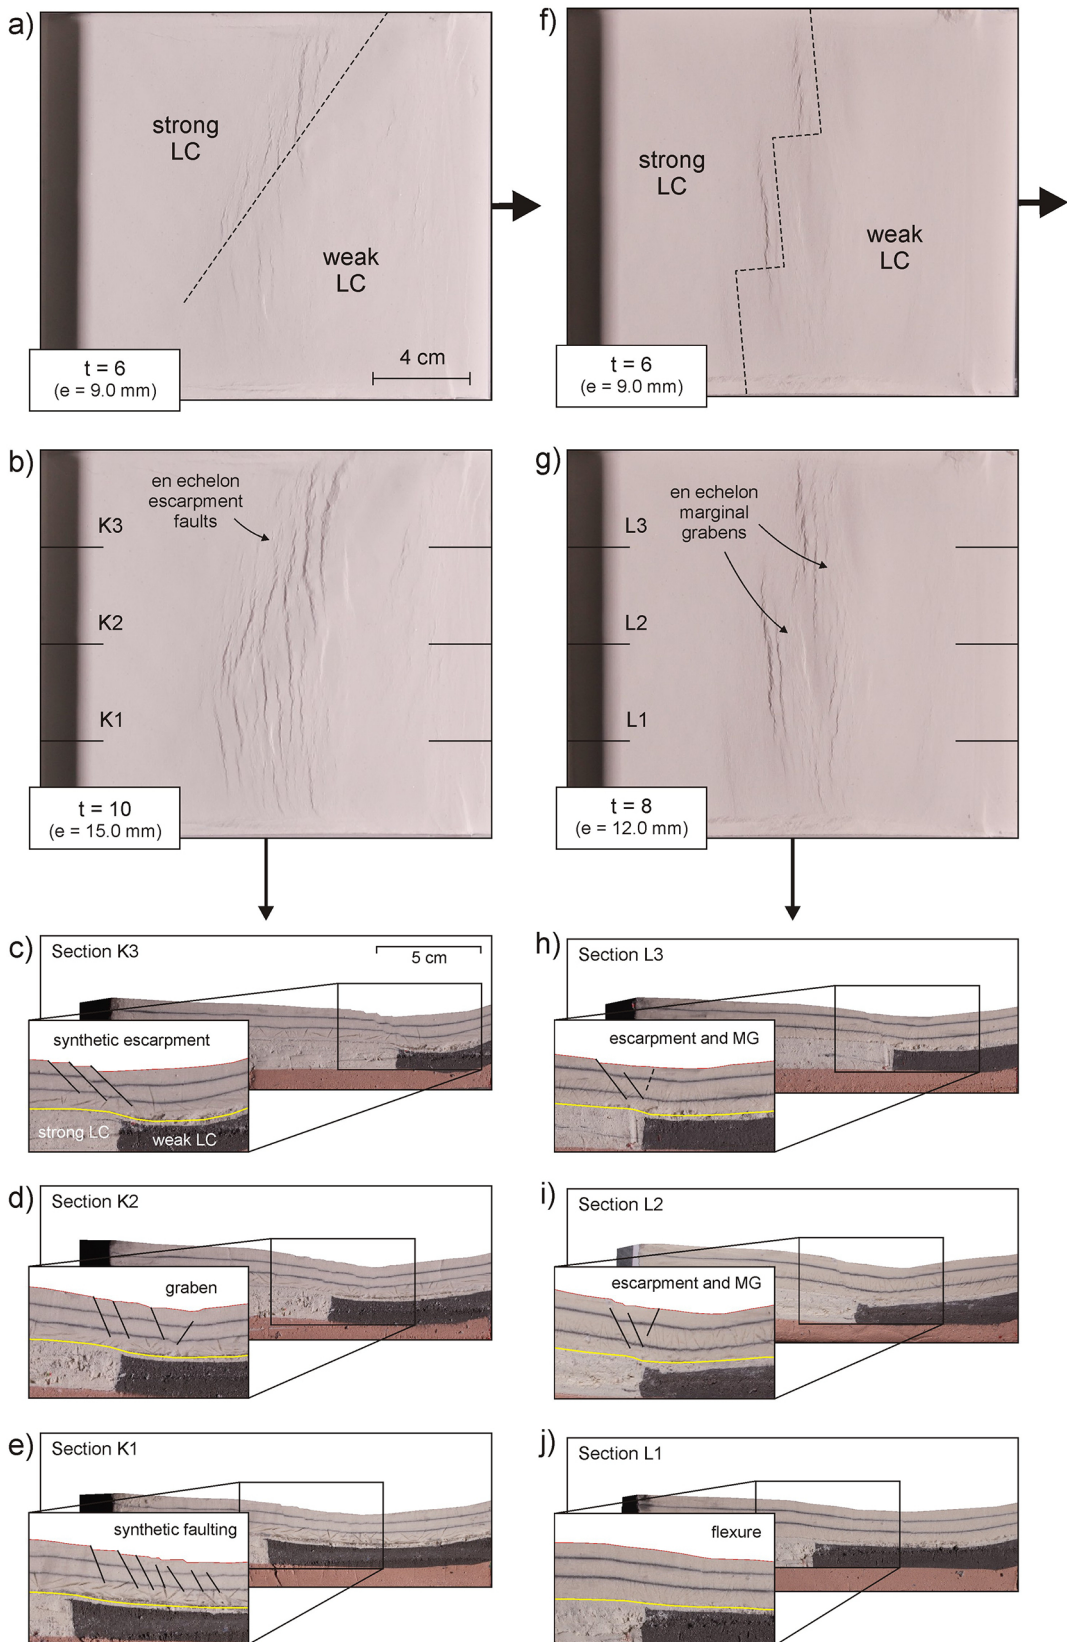 a)
strong
LC
weak
LC
4 cm
t = 6
(e = 9.0 mm)
f)
strong
LC
weak
LC
t = 6
(e = 9.0 mm)
b)
en echelon
escarpment
faults
K3
K2
K1
t = 10
(e = 15.0 mm)
g)
en echelon
marginal
grabens
L3
L2
L1
t = 8
(e = 12.0 mm)
c)
Section K3
5 cm
synthetic escarpment
strong LC
weak LC
h)
Section L3
escarpment and MG
d)
Section K2
graben
i)
Section L2
escarpment and MG
e)
Section K1
synthetic faulting
j)
Section L1
flexure